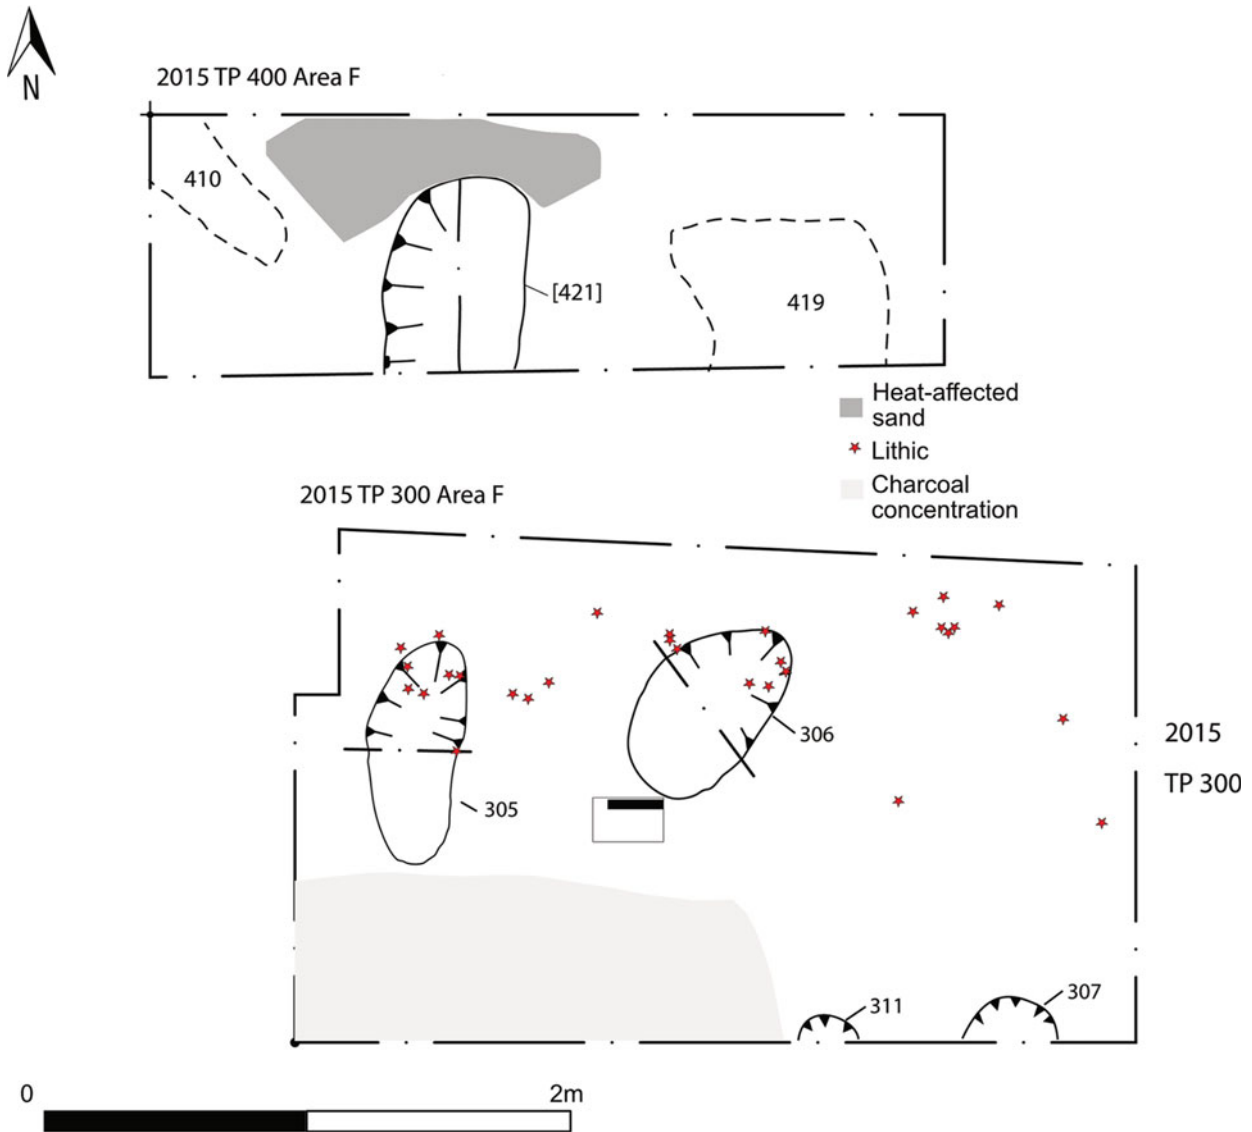 N
2015 TP 400 Area F
410
[421]
419
Heat-affected
sand
Lithic
Charcoal
concentration
2015 TP 300 Area F
306
305
2015
TP 300
311
307
0
2m